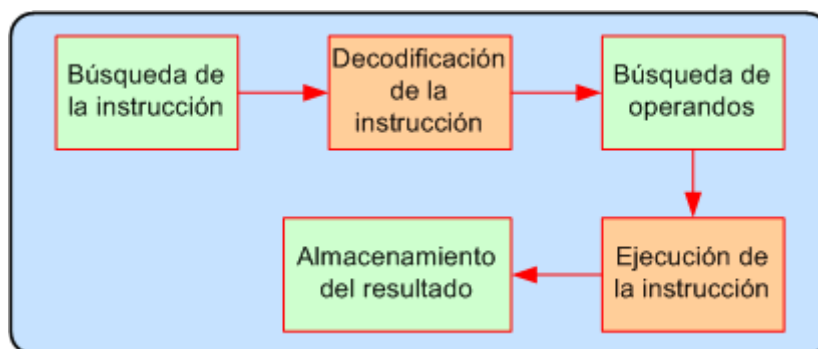 Búsqueda de
la instrucción
Decodificación
de la
instrucción
Búsqueda de
operandos
Ejecución de
la instrucción
Almacenamiento
del resultado